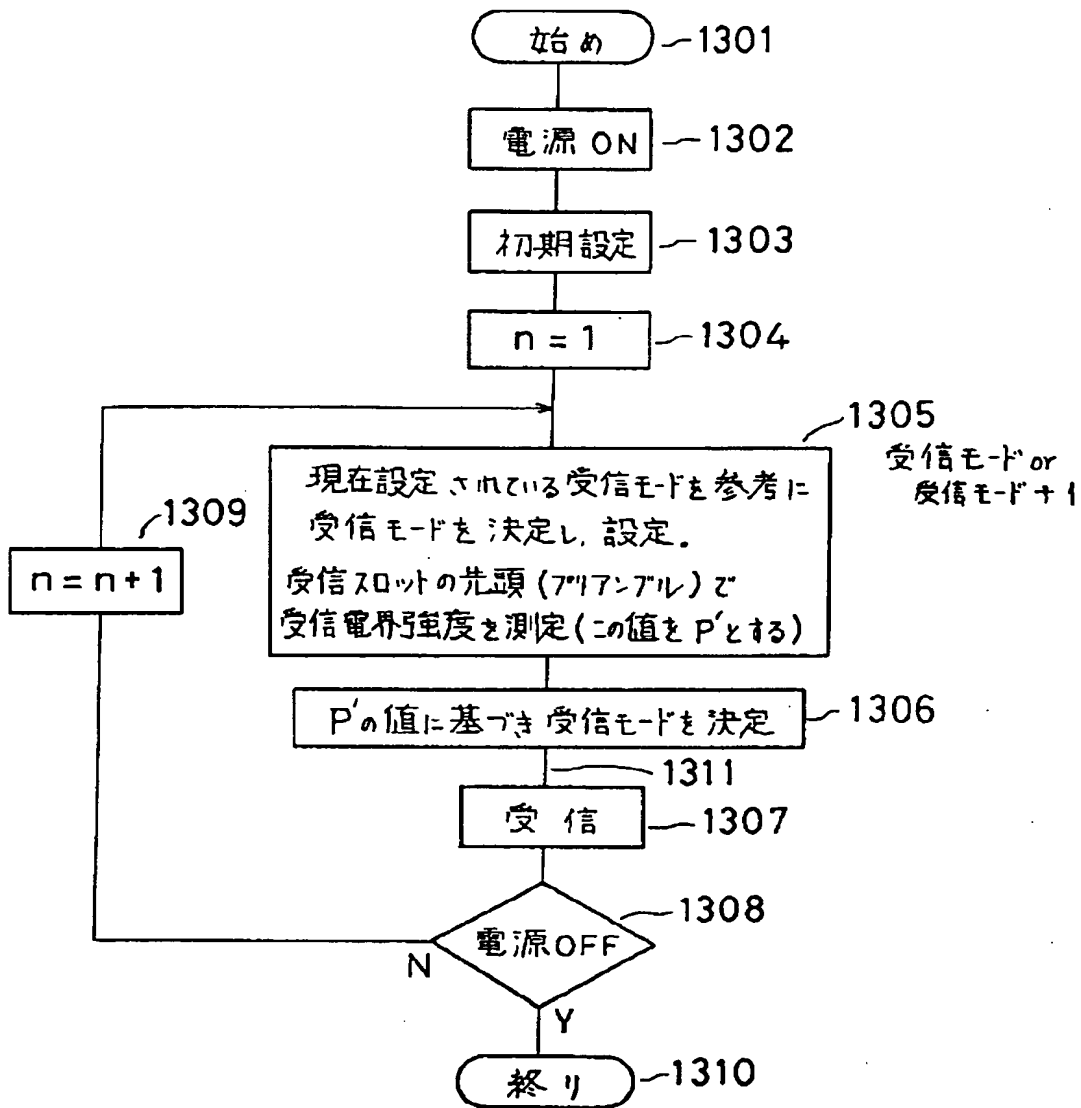 始め
1301
電源ON
1302
初期設定
1303
n=1
1304
1305
受信モードor
受信モード+1
現在設定されている受信モードを参考に
受信モードを決定し、設定。
受信スロットの先頭(プリアンブル)で
受信電界強度を測定(この値をP'とする)
1309
n=n+1
P'の値に基づき受信モードを決定
1306
1311
受信
1307
電源OFF
1308
N
Y
終り
1310